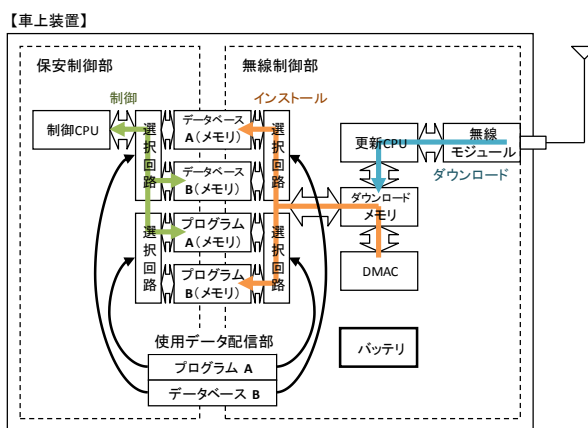 【車上装置】
保安制御部
無線制御部
制御
インストール
制御CPU
選択回路
データベース
A(メモリ)
選択回路
データベース
B(メモリ)
更新CPU
無線
モジュール
ダウンロード
ダウンロード
メモリ
選択回路
プログラム
A(メモリ)
選択回路
プログラム
B(メモリ)
DMAC
使用データ配信部
プログラム A
データベース B
バッテリ